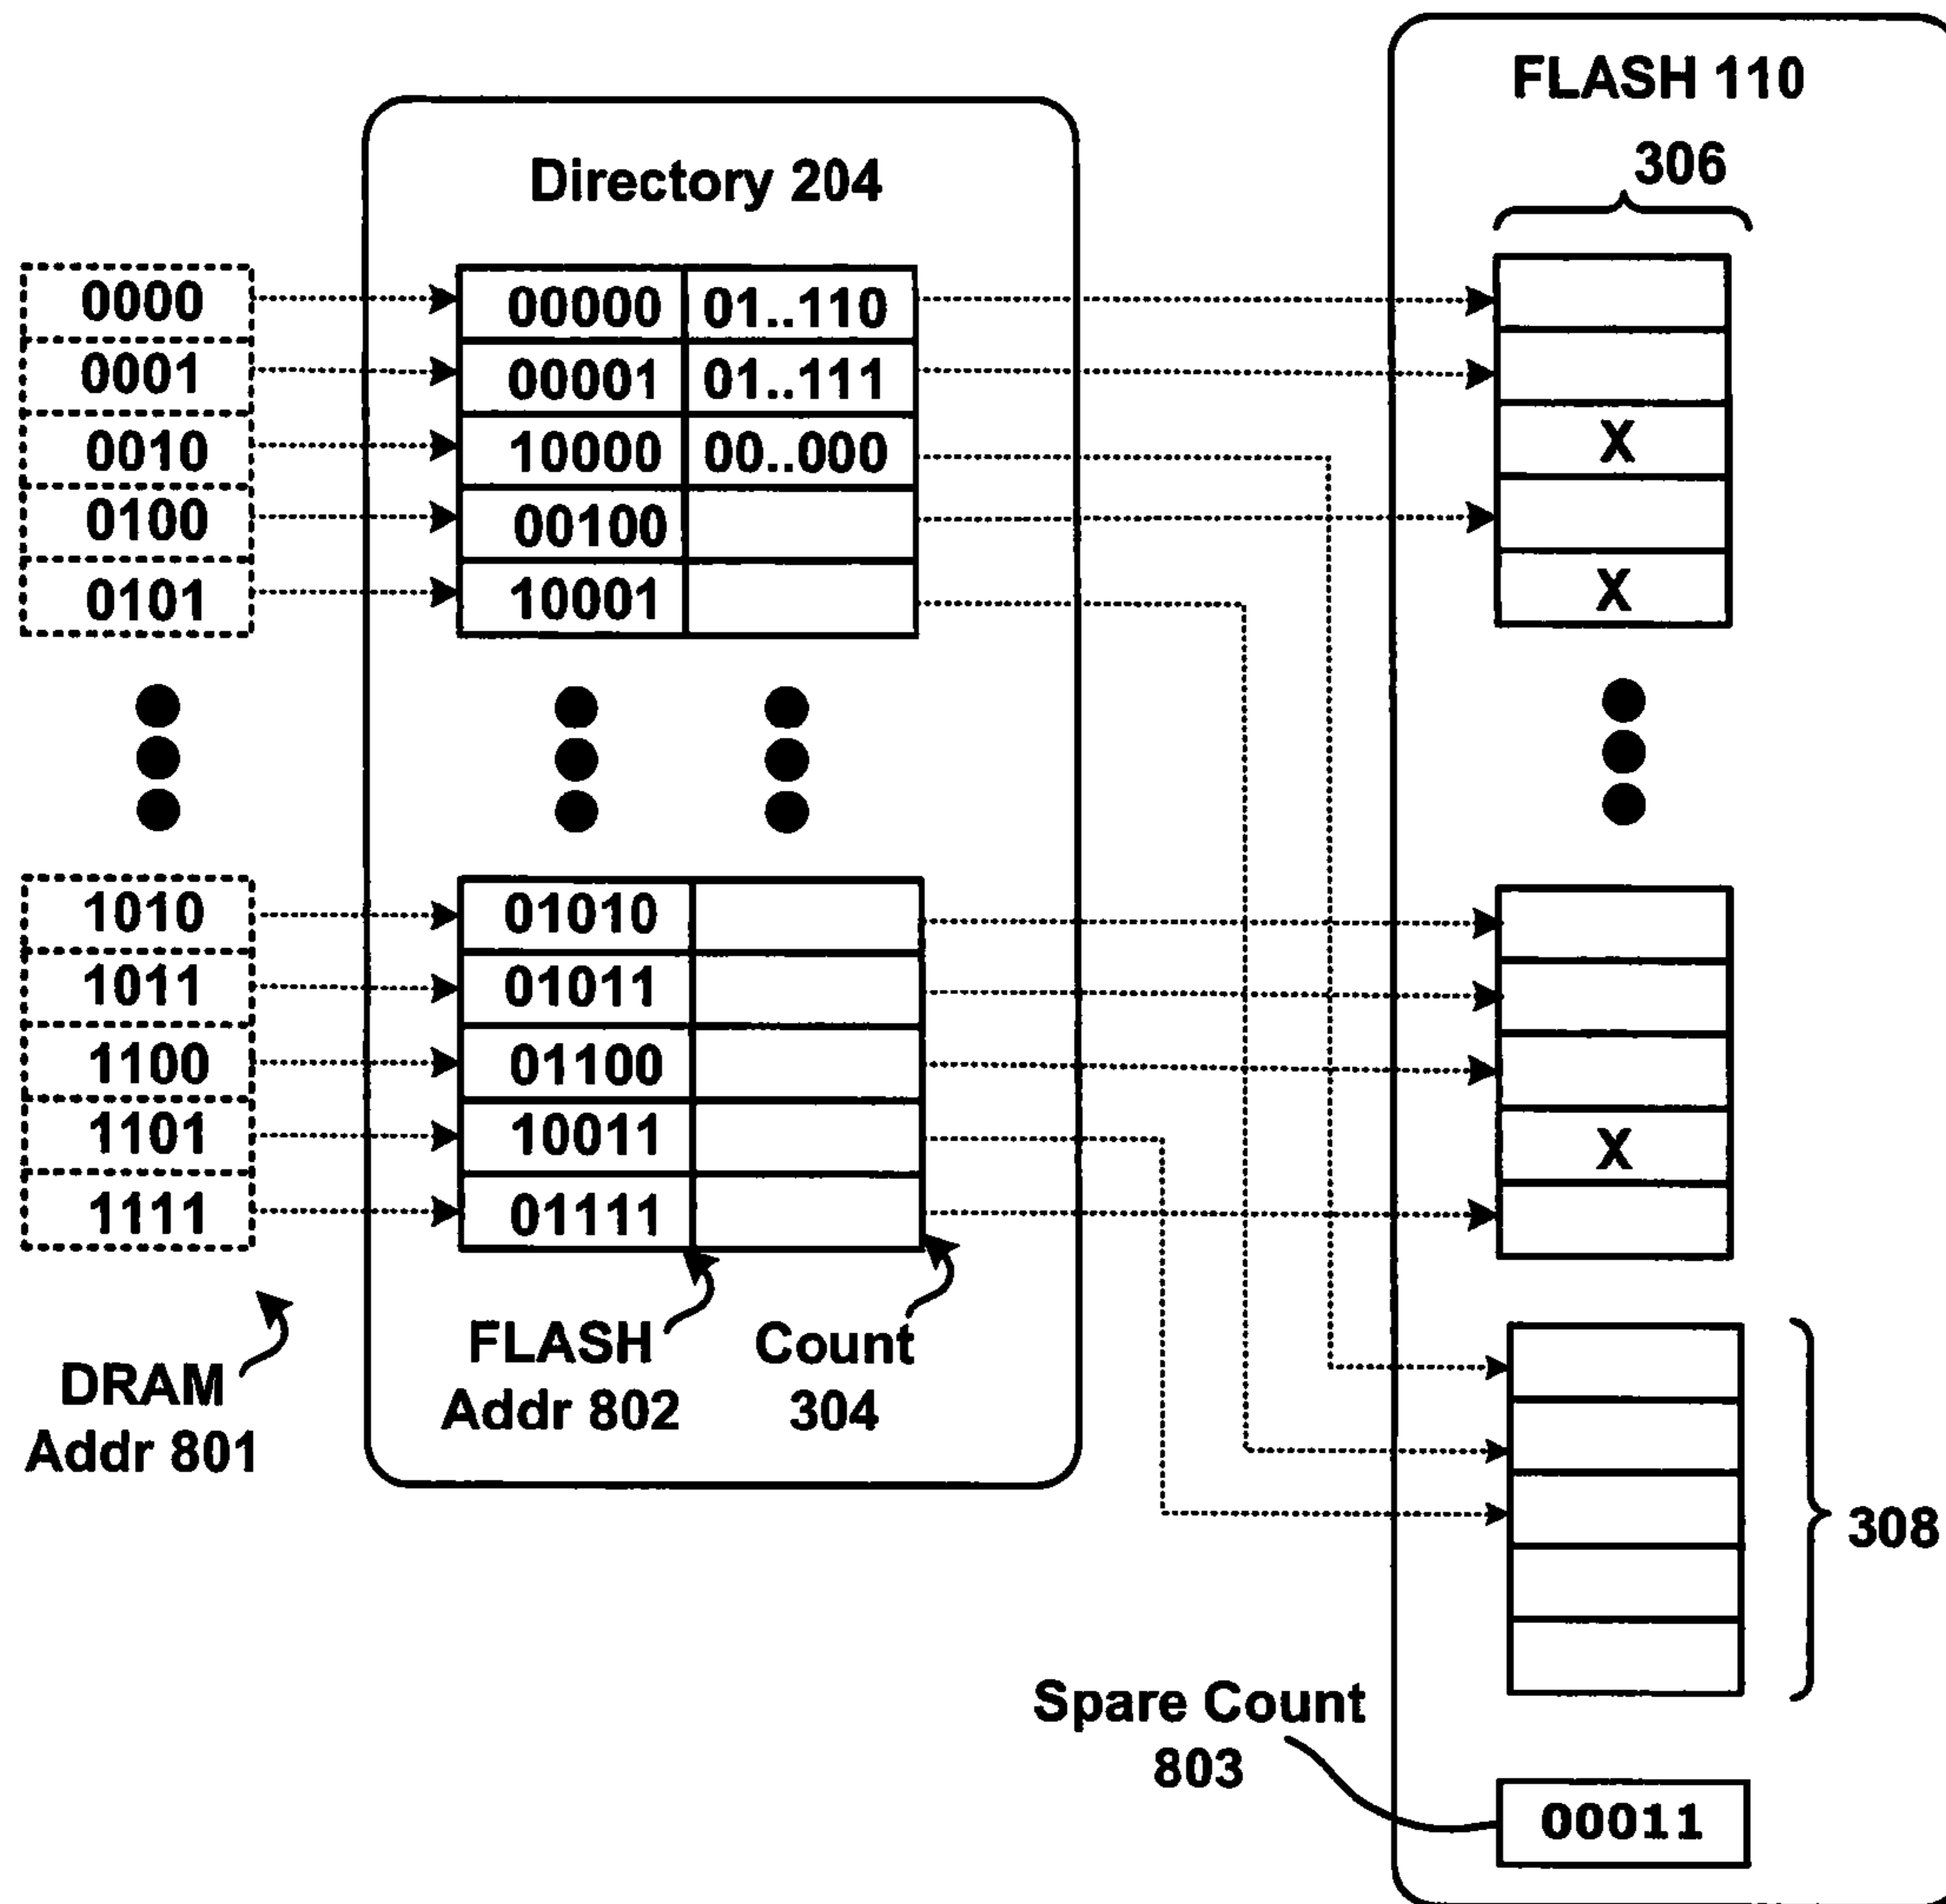 FLASH 110
306
Directory 204
0000 00000 01..110
0001 00001 01..111
0010 10000 00..000 X
0100 00100
0101 10001 X
1010 01010
1011 01011
1100 01100
1101 10011 X
1111 01111
DRAM
Addr 801
FLASH
Addr 802
Count
304
308
Spare Count
803
00011